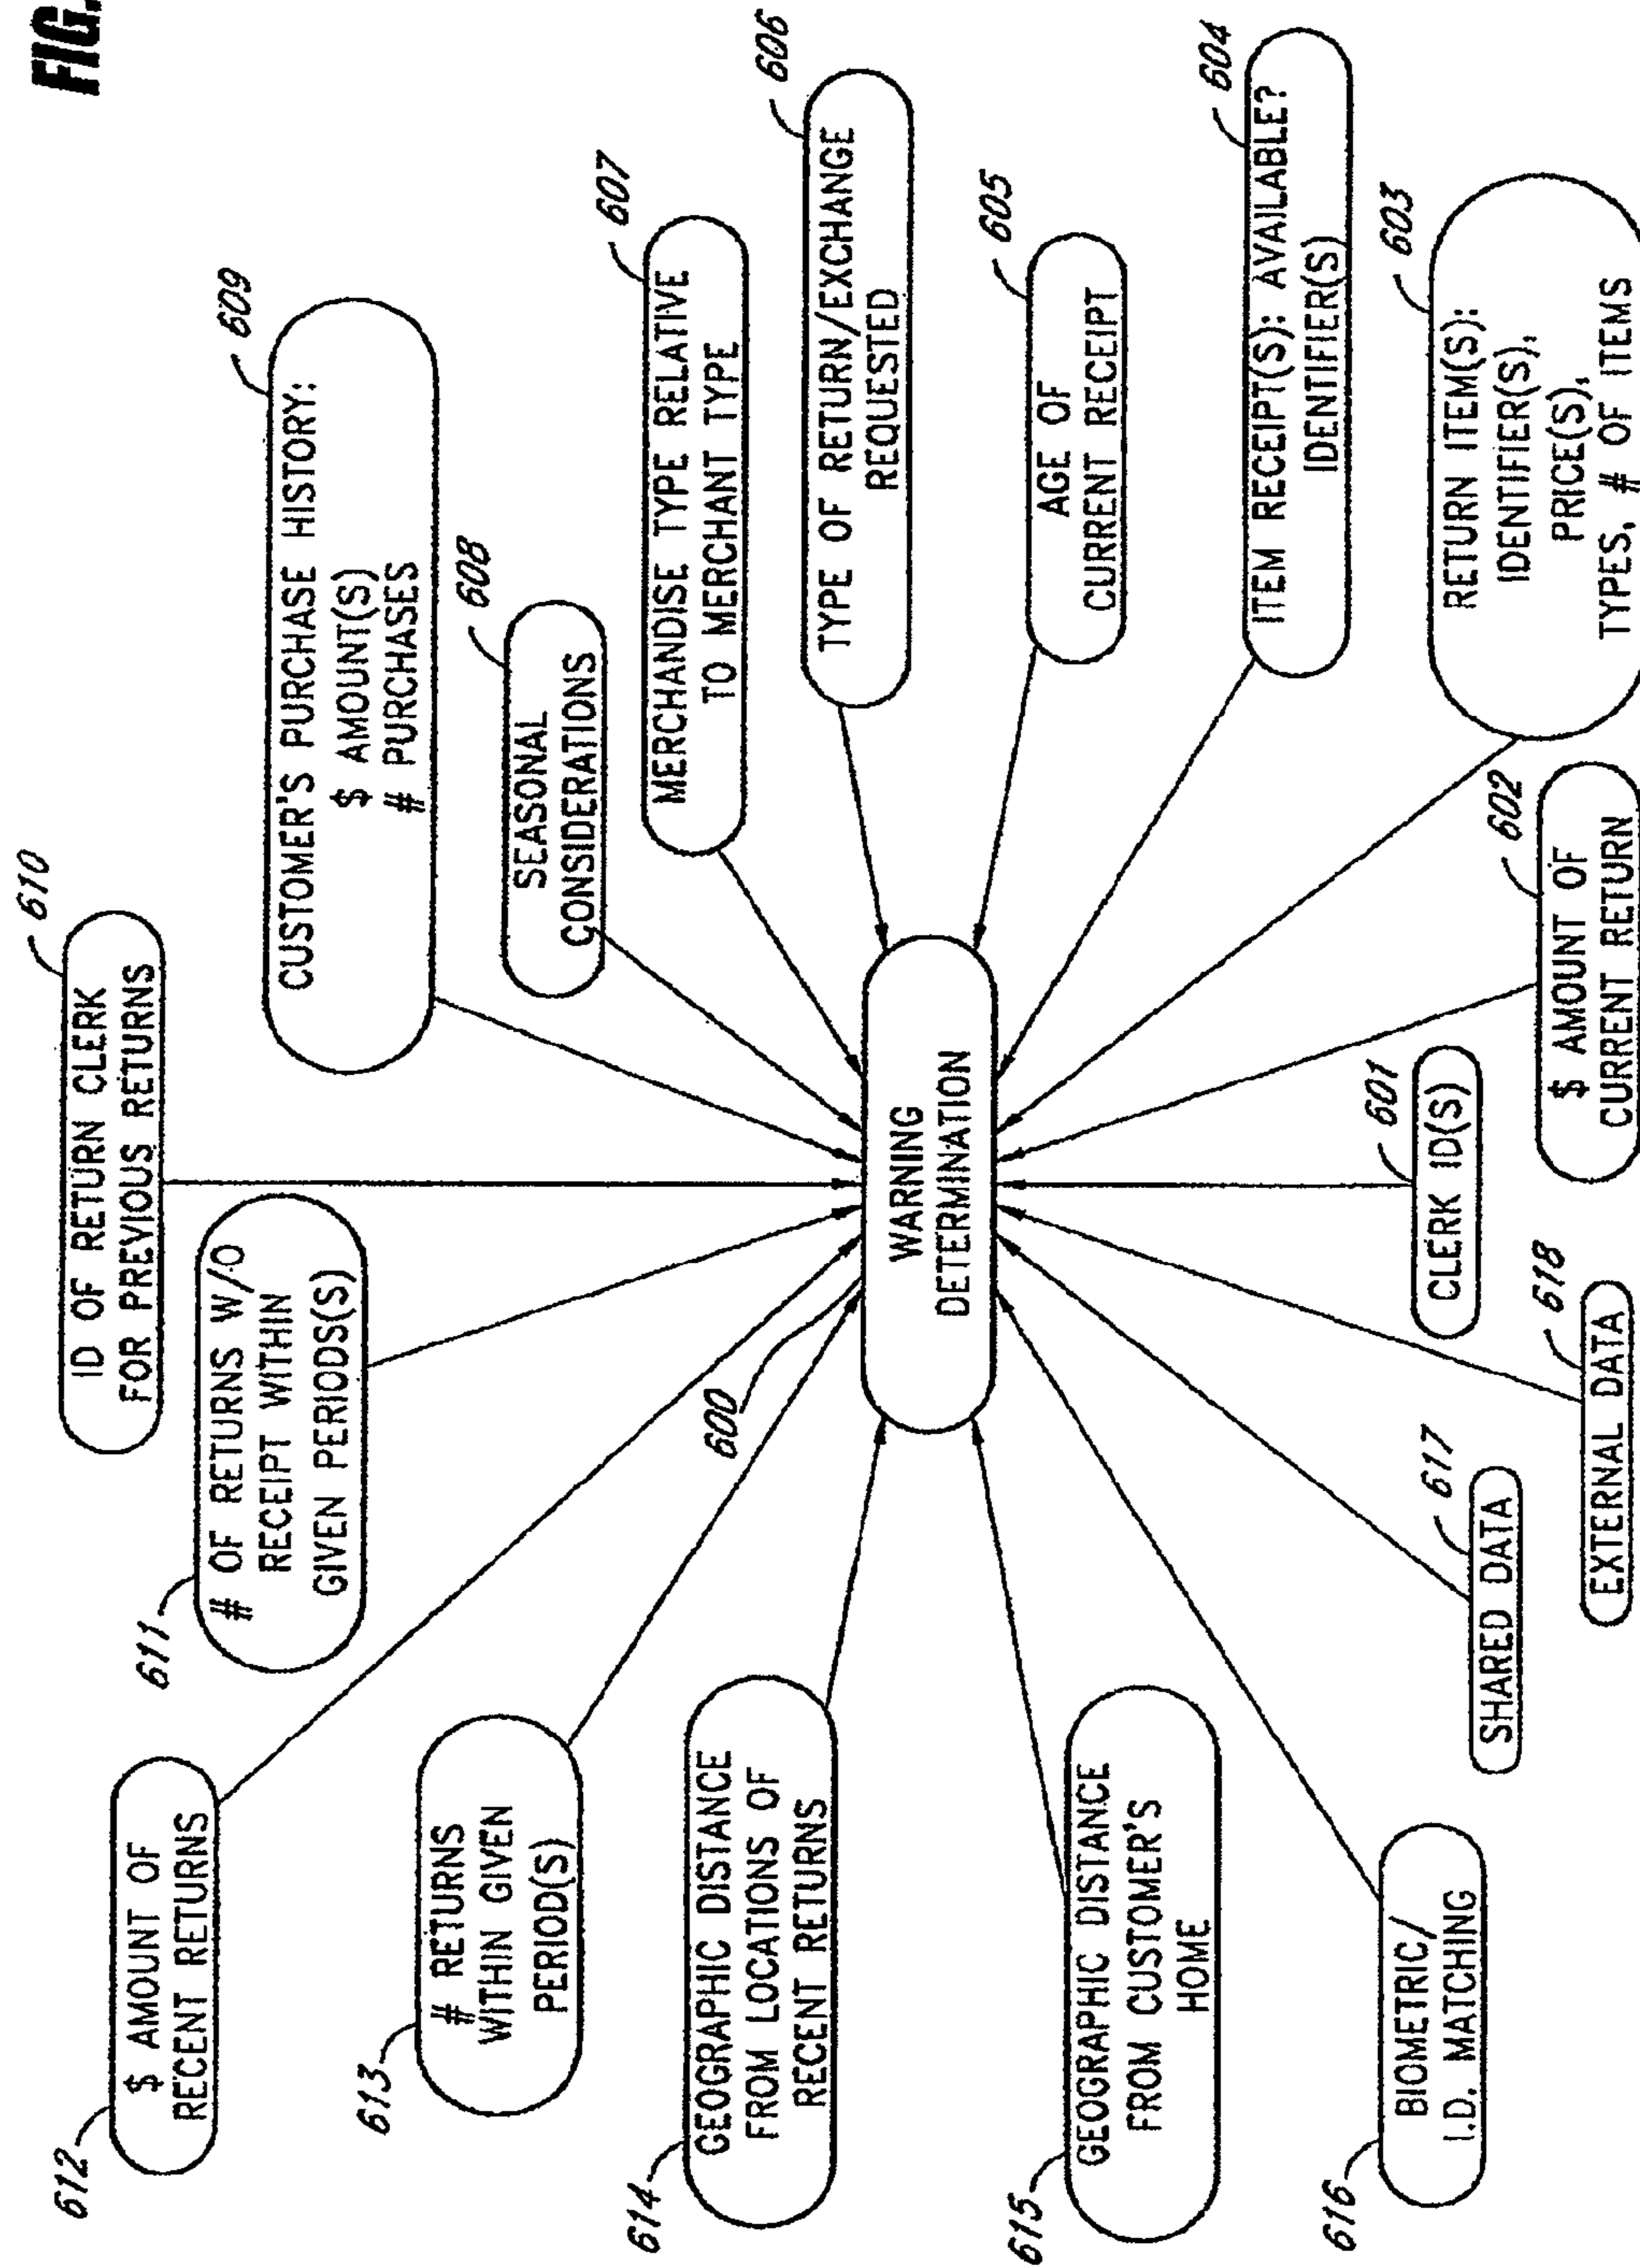 FIG.
610
ID OF RETURN CLERK
FOR PREVIOUS RETURNS
609
CUSTOMER'S PURCHASE HISTORY:
$ AMOUNT(S)
# PURCHASES
608
SEASONAL
CONSIDERATIONS
607
MERCHANDISE TYPE RELATIVE
TO MERCHANT TYPE
606
TYPE OF RETURN/EXCHANGE
REQUESTED
605
AGE OF
CURRENT RECEIPT
604
ITEM RECEIPT(S): AVAILABLE?
IDENTIFIER(S)
603
RETURN ITEM(S):
IDENTIFIER(S),
PRICE(S),
TYPES, # OF ITEMS
602
$ AMOUNT OF
CURRENT RETURN
601
CLERK ID(S)
618
EXTERNAL DATA
617
SHARED DATA
616
BIOMETRIC/
I.D. MATCHING
615
GEOGRAPHIC DISTANCE
FROM CUSTOMER'S
HOME
614
GEOGRAPHIC DISTANCE
FROM LOCATIONS OF
RECENT RETURNS
613
# RETURNS
WITHIN GIVEN
PERIOD(S)
612
$ AMOUNT OF
RECENT RETURNS
611
# OF RETURNS W/O
RECEIPT WITHIN
GIVEN PERIODS(S)
600
WARNING
DETERMINATION